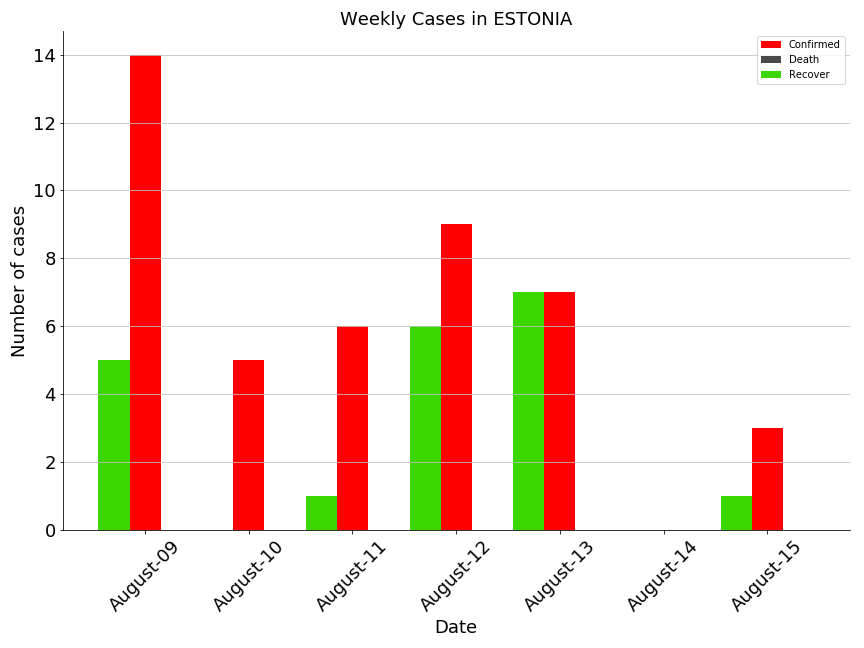 Weekly Cases in ESTONIA
Confirmed
Death
Recover
Number of cases
14
12
10
8
6
4
2
0
August-09
August-10
August-11
August-12
August-13
August-14
August-15
Date